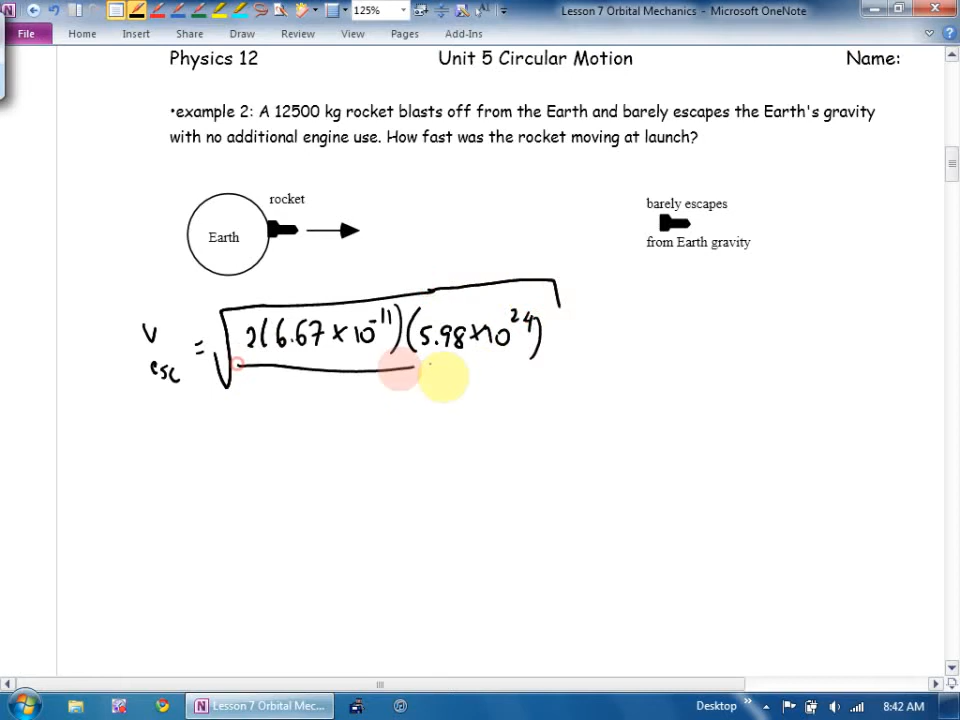 125%
Lesson 7 Orbital Mechanics - Microsoft OneNote
File Home Insert Share Draw Review View Pages Add-Ins
Physics 12 Unit 5 Circular Motion Name:
•example 2: A 12500 kg rocket blasts off from the Earth and barely escapes the Earth's gravity
with no additional engine use. How fast was the rocket moving at launch?
rocket
barely escapes
Earth
from Earth gravity
v esc = √2(6.67×10⁻¹¹)(5.98×10²⁴)
Lesson 7 Orbital Mec... Desktop 8:42 AM